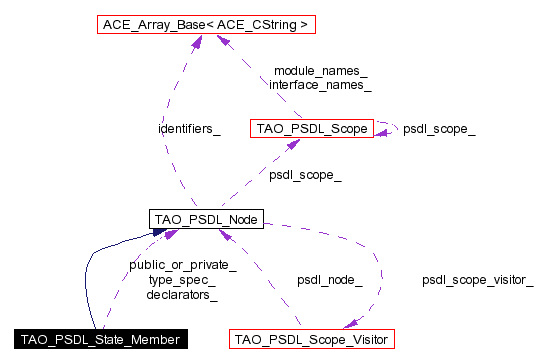 ACE_Array_Base< ACE_CString >
module_names_
interface_names_
identifiers_
TAO_PSDL_Scope
psdl_scope_
psdl_scope_
TAO_PSDL_Node
public_or_private_
type_spec_
declarators_
psdl_node_
psdl_scope_visitor_
TAO_PSDL_State_Member
TAO_PSDL_Scope_Visitor